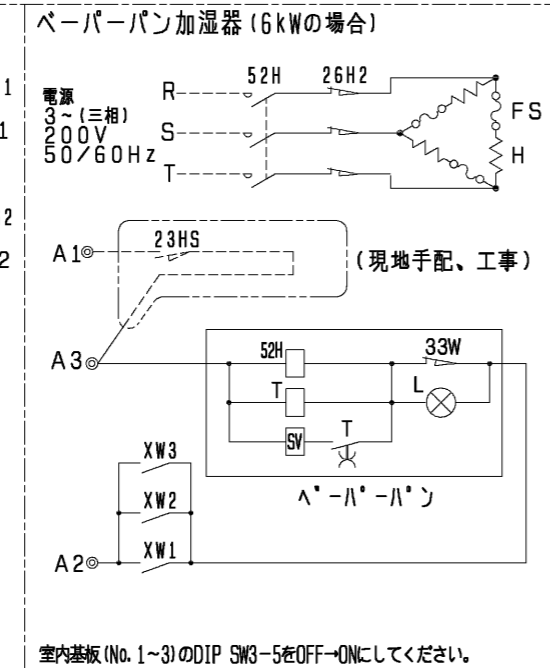 ペーパーパン加湿器(6kWの場合)
1
1
2
2
電源
3~(三相)
200V
50/60Hz
R
S
T
52H
26H2
FS
H
A1
23HS
(現地手配、工事)
A3
52H
33W
T
L
SV
T
ペーパーパン
XW3
XW2
XW1
A2
室内基板(No.1~3)のDIP SW3-5をOFF→ONにしてください。